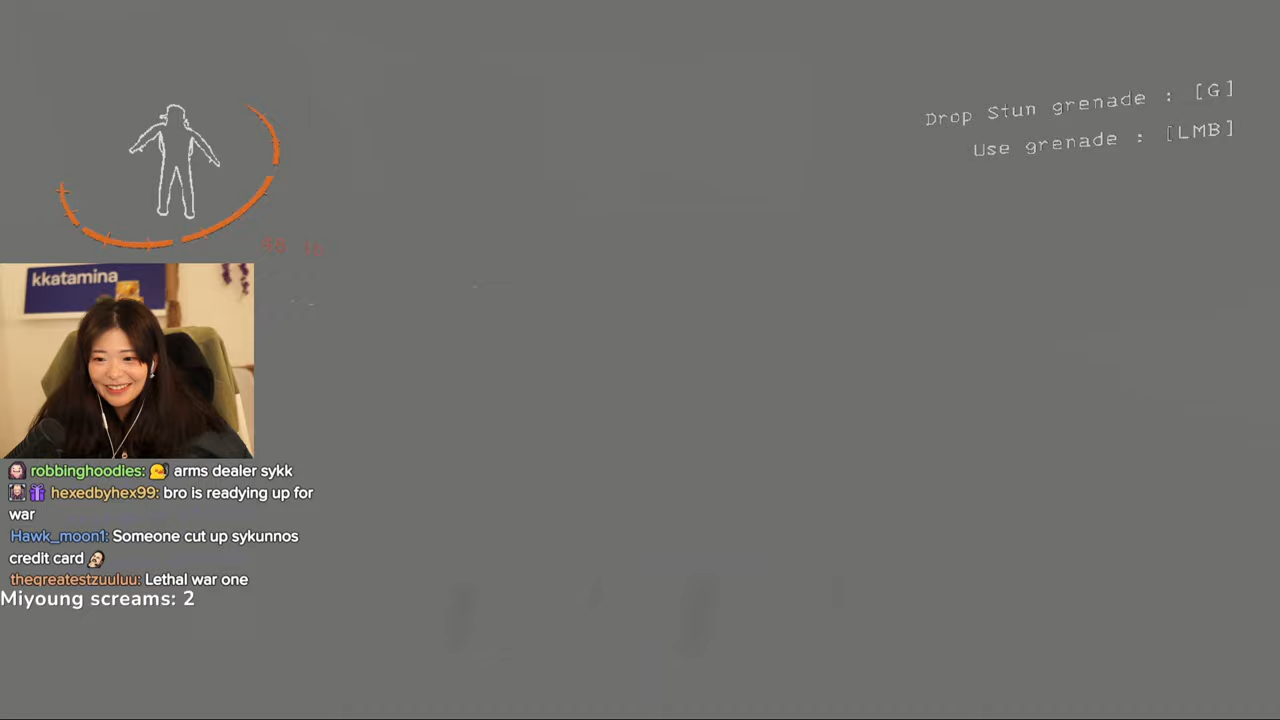 Drop Stun grenade : [G]
Use grenade : [LMB]
kkatamina
robbinghoodies: arms dealer sykk
hexedbyhex99: bro is readying up for
war
Hawk_moon1: Someone cut up sykunnos
credit card
theqreatestzuuluu: Lethal war one
Miyoung screams: 2